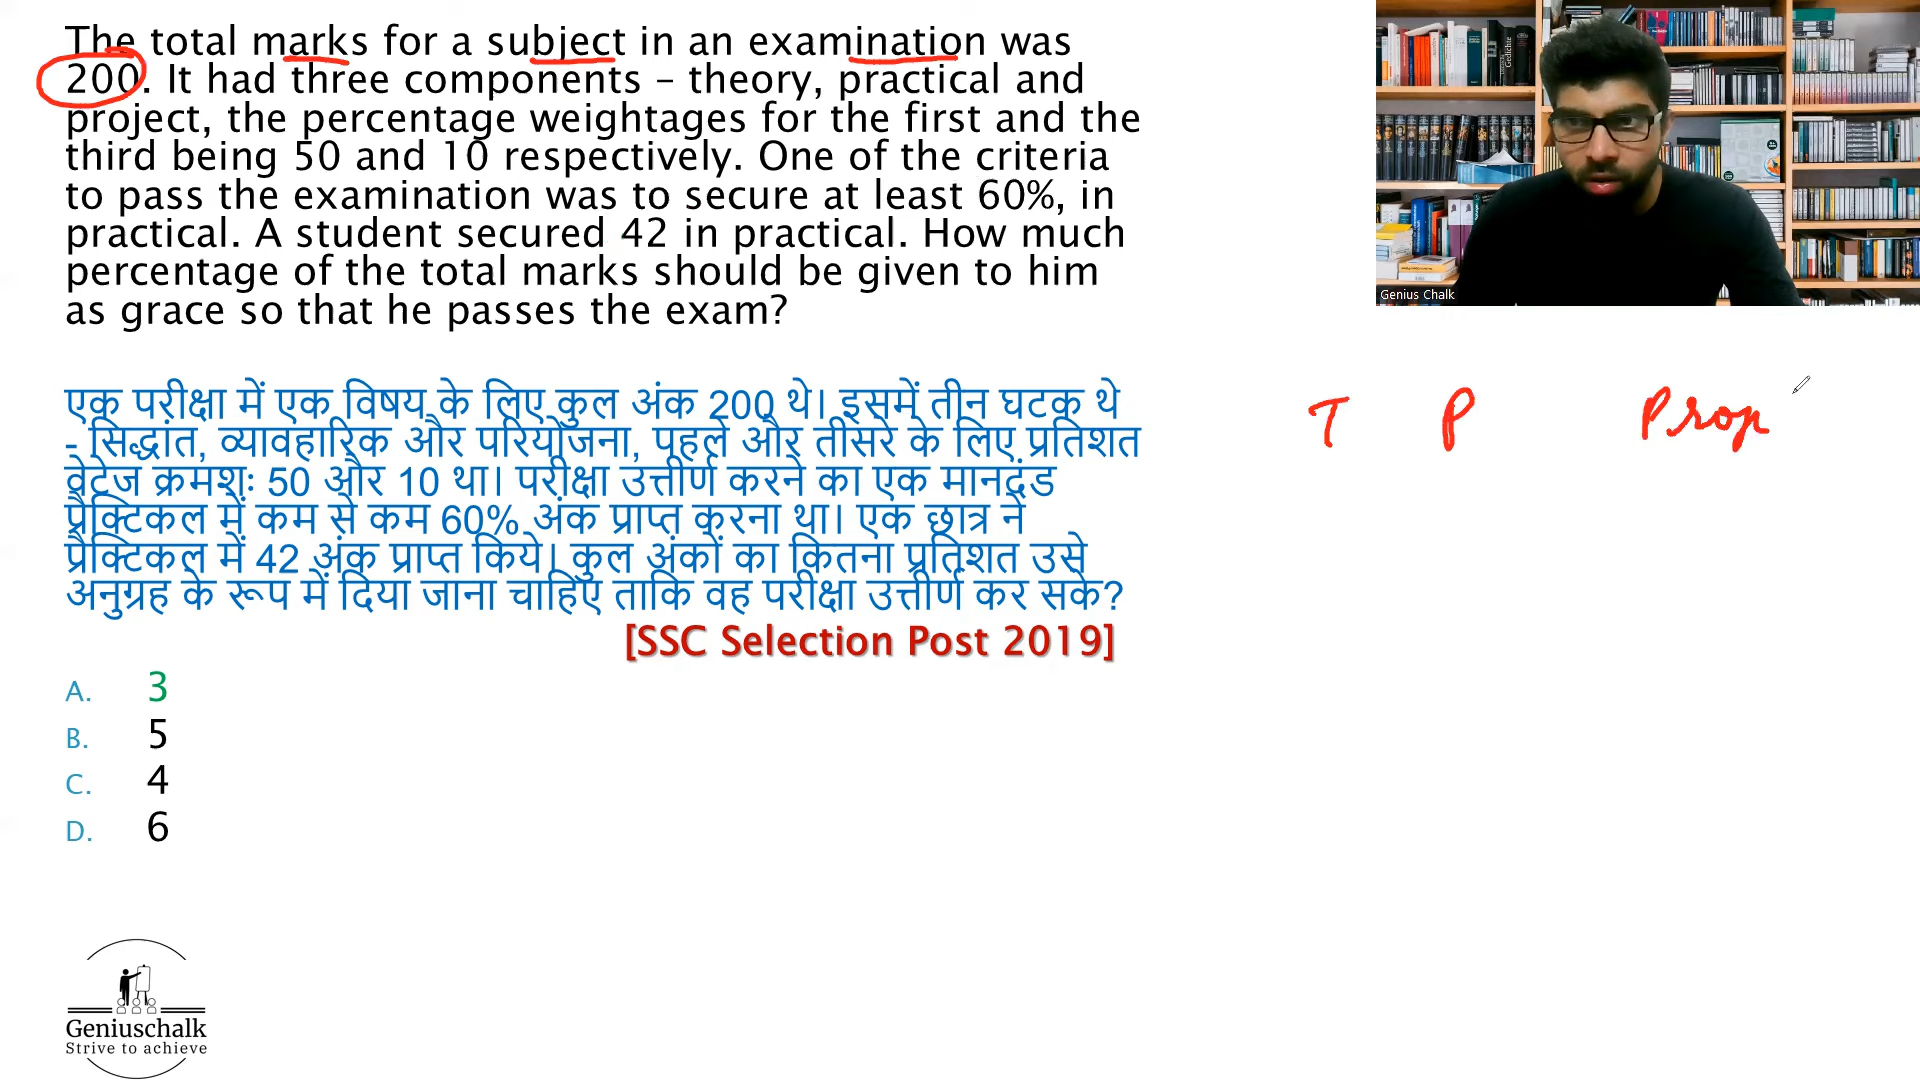 The total marks for a subject in an examination was
200. It had three components – theory, practical and
project, the percentage weightages for the first and the
third being 50 and 10 respectively. One of the criteria
to pass the examination was to secure at least 60%, in
practical. A student secured 42 in practical. How much
percentage of the total marks should be given to him
as grace so that he passes the exam?
एक परीक्षा में एक विषय के लिए कुल अंक 200 थे। इसमें तीन घटक थे
- सिद्धांत, व्यावहारिक और परियोजना, पहले और तीसरे के लिए प्रतिशत
वेटेज क्रमशः 50 और 10 था। परीक्षा उत्तीर्ण करने का एक मानदंड
प्रैक्टिकल में कम से कम 60% अंक प्राप्त करना था। एक छात्र ने
प्रैक्टिकल में 42 अंक प्राप्त किये। कुल अंकों का कितना प्रतिशत उसे
अनुग्रह के रूप में दिया जाना चाहिए ताकि वह परीक्षा उत्तीर्ण कर सके?
[SSC Selection Post 2019]
A. 3
B. 5
C. 4
D. 6
T P Prop
Genius Chalk
Geniuschalk
Strive to achieve